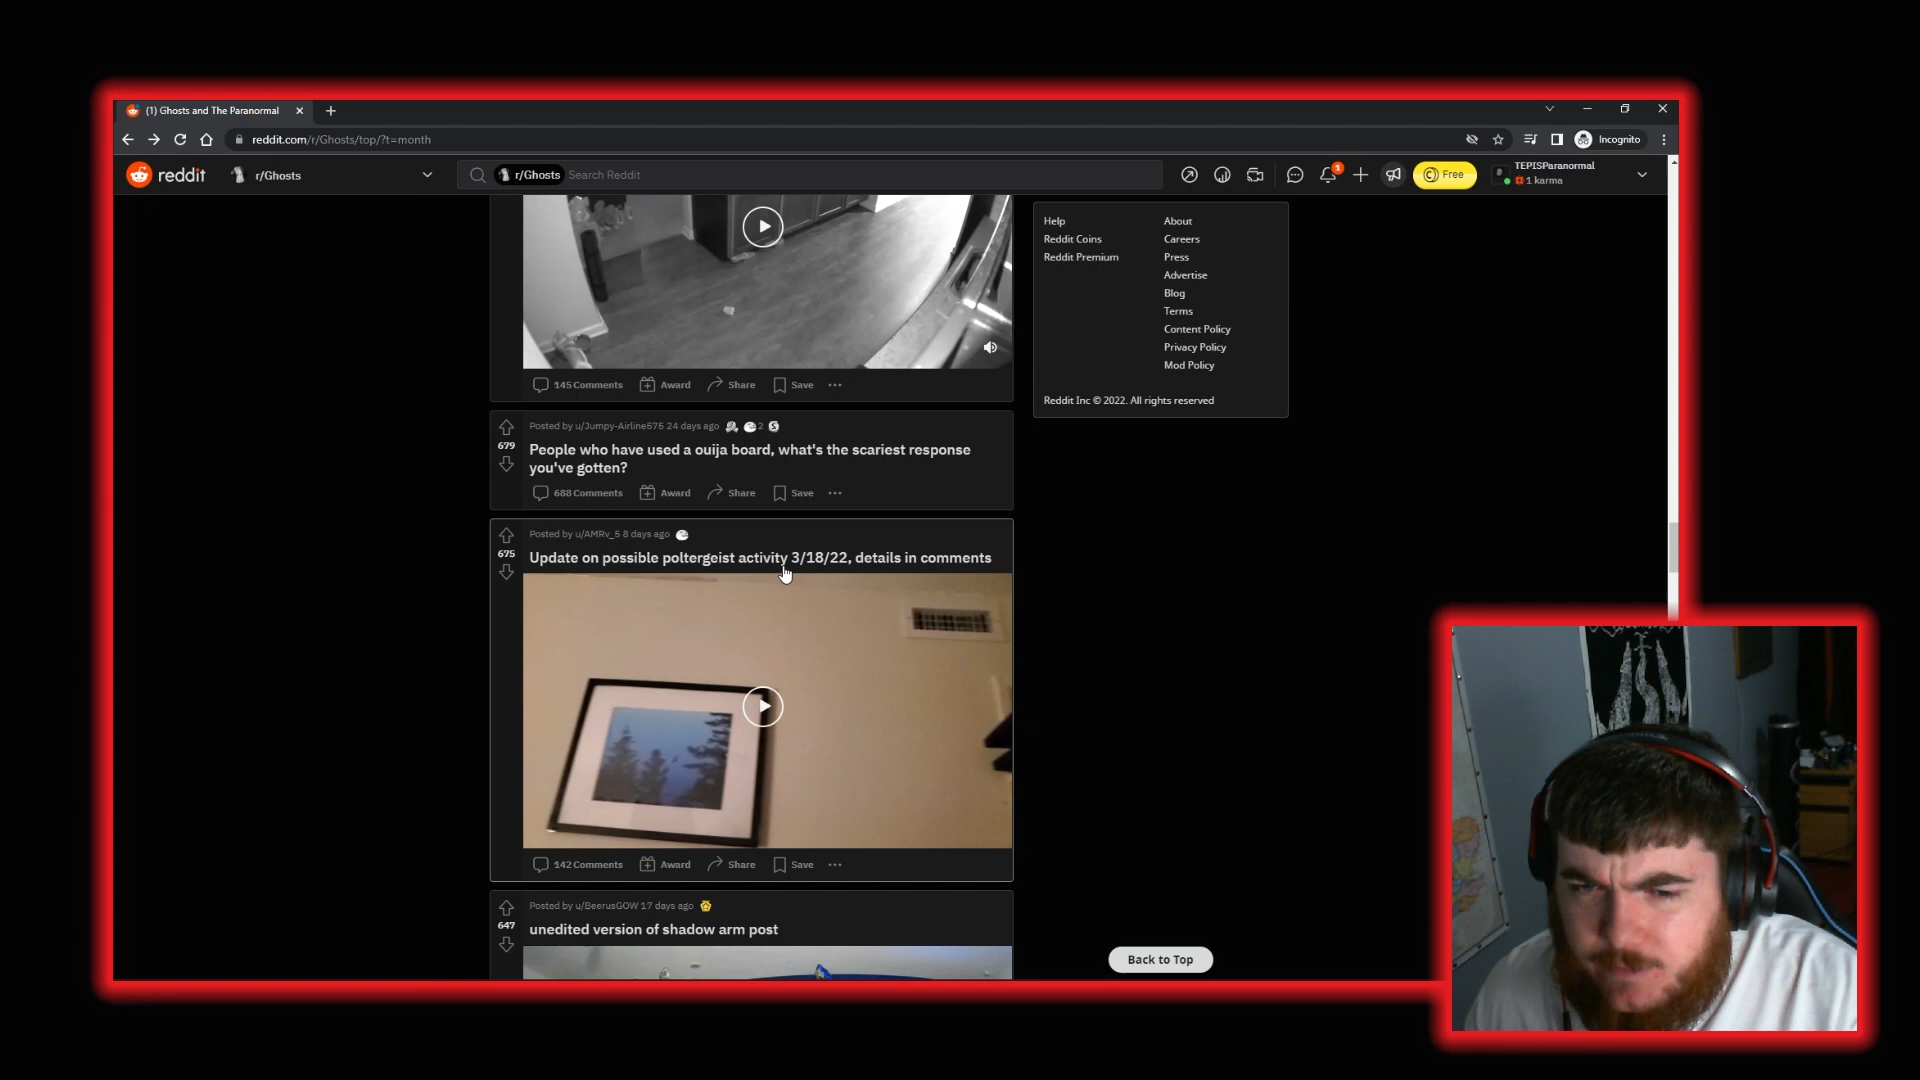 (1) Ghosts and The Paranormal
reddit.com/r/Ghosts/top/?t=month
Incognito
reddit
r/Ghosts
r/Ghosts Search Reddit
1
Free
TEPISParanormal
1 karma
Help
About
Reddit Coins
Careers
Reddit Premium
Press
Advertise
Blog
Terms
Content Policy
Privacy Policy
Mod Policy
Reddit Inc © 2022. All rights reserved
145 Comments Award Share Save
679
Posted by u/Jumpy-Airline575 24 days ago 2
People who have used a ouija board, what's the scariest response
you've gotten?
688 Comments Award Share Save
675
Posted by u/AMRv_5 8 days ago
Update on possible poltergeist activity 3/18/22, details in comments
142 Comments Award Share Save
647
Posted by u/BeerusGOW 17 days ago
unedited version of shadow arm post
Back to Top